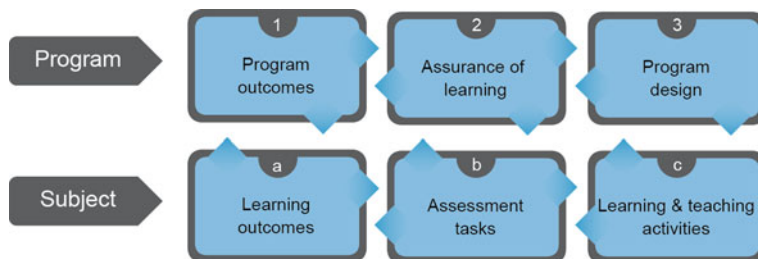 Program
1
Program
outcomes
2
Assurance of
learning
3
Program
design
Subject
a
Learning
outcomes
b
Assessment
tasks
c
Learning & teaching
activities